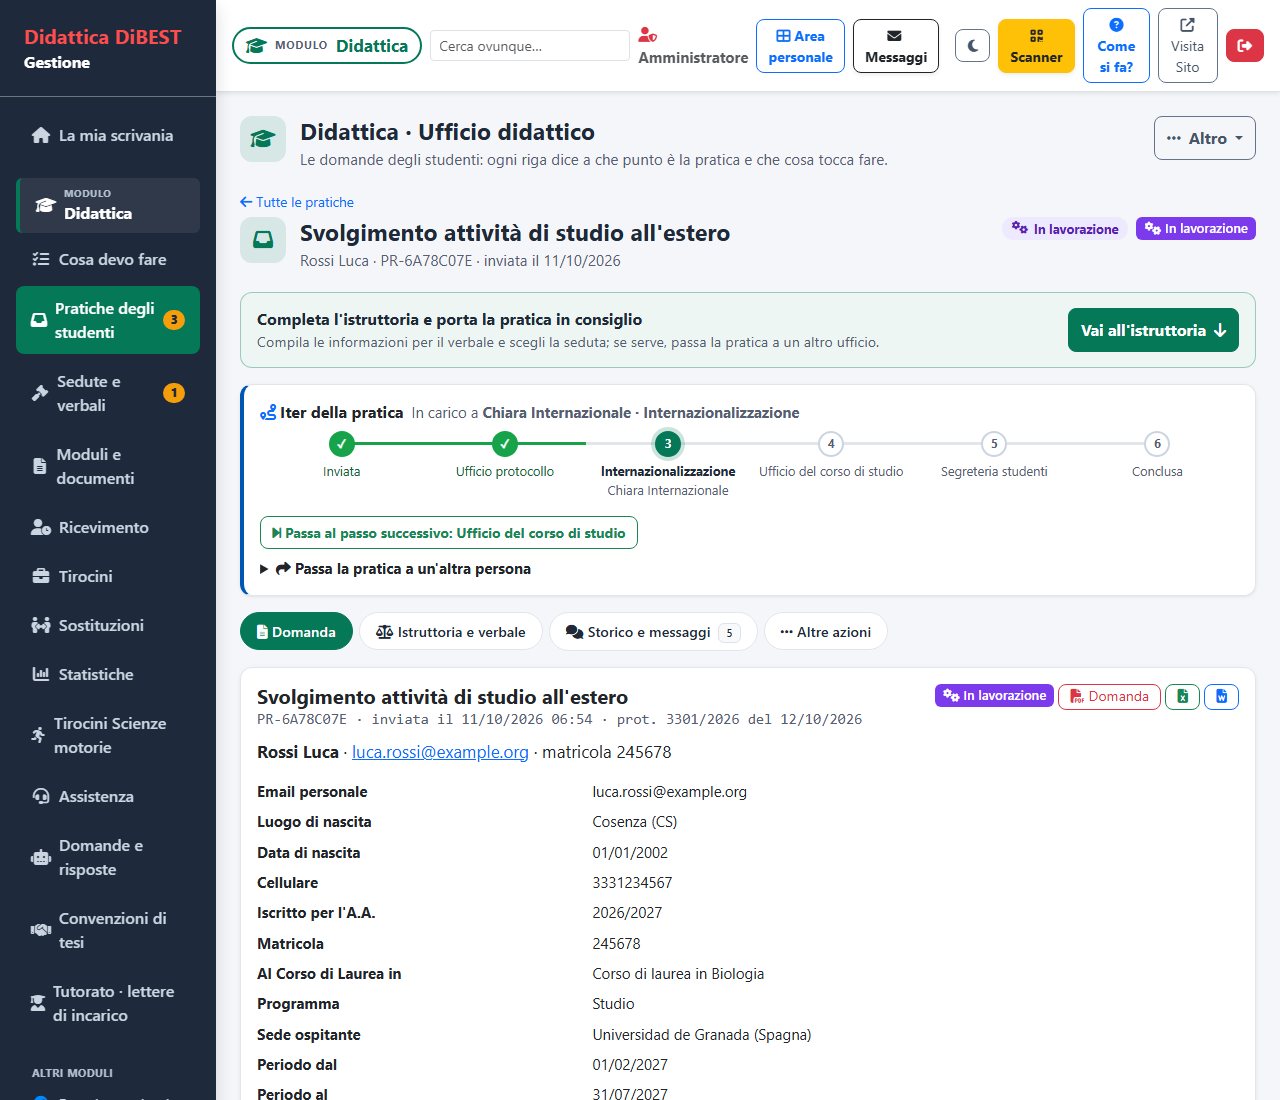 Didattica DiBEST
Gestione
La mia scrivania
MODULO
Didattica
Cosa devo fare
Pratiche degli studenti 3
Sedute e verbali 1
Moduli e documenti
Ricevimento
Tirocini
Sostituzioni
Statistiche
Tirocini Scienze motorie
Assistenza
Domande e risposte
Convenzioni di tesi
Tutorato · lettere di incarico
ALTRI MODULI
MODULO Didattica
Cerca ovunque...
Amministratore
Area personale
Messaggi
Scanner
Come si fa?
Visita Sito
Didattica · Ufficio didattico
Le domande degli studenti: ogni riga dice a che punto è la pratica e che cosa tocca fare.
Altro
Tutte le pratiche
Svolgimento attività di studio all'estero
Rossi Luca · PR-6A78C07E · inviata il 11/10/2026
In lavorazione
In lavorazione
Completa l'istruttoria e porta la pratica in consiglio
Compila le informazioni per il verbale e scegli la seduta; se serve, passa la pratica a un altro ufficio.
Vai all'istruttoria
Iter della pratica In carico a Chiara Internazionale · Internazionalizzazione
3 4 5 6
Inviata Ufficio protocollo Internazionalizzazione Ufficio del corso di studio Segreteria studenti Conclusa
Chiara Internazionale
Passa al passo successivo: Ufficio del corso di studio
Passa la pratica a un'altra persona
Domanda
Istruttoria e verbale
Storico e messaggi 5
Altre azioni
Svolgimento attività di studio all'estero
PR-6A78C07E · inviata il 11/10/2026 06:54 · prot. 3301/2026 del 12/10/2026
In lavorazione
Domanda
Rossi Luca · luca.rossi@example.org · matricola 245678
Email personale luca.rossi@example.org
Luogo di nascita Cosenza (CS)
Data di nascita 01/01/2002
Cellulare 3331234567
Iscritto per l'A.A. 2026/2027
Matricola 245678
Al Corso di Laurea in Corso di laurea in Biologia
Programma Studio
Sede ospitante Universidad de Granada (Spagna)
Periodo dal 01/02/2027
Periodo al 31/07/2027